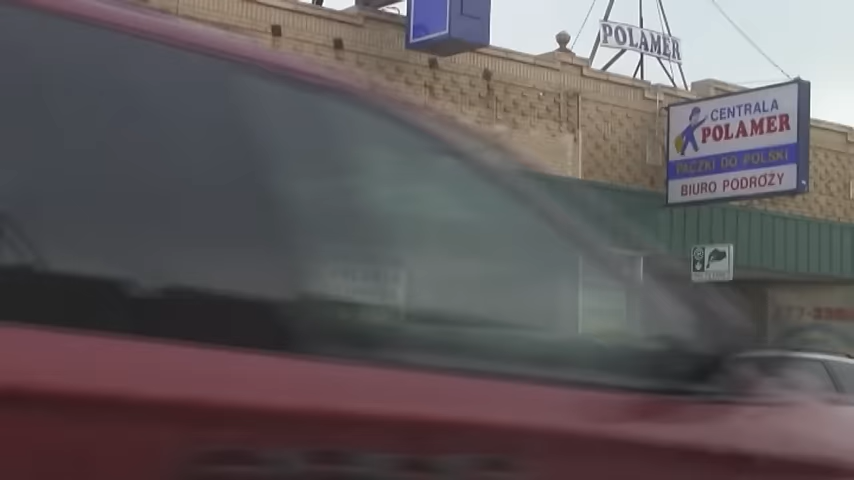 POLAMER
CENTRALA
POLAMER
PACZKI DO POLSKI
BIURO PODRÓŻY